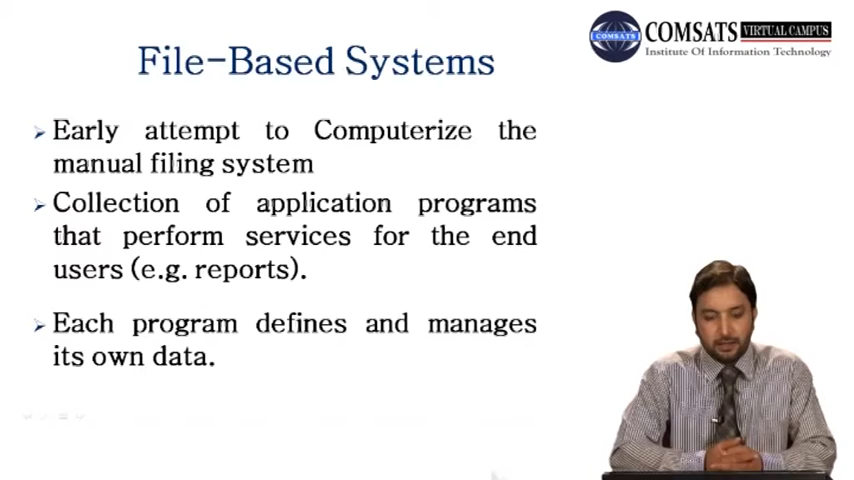 File-Based Systems
COMSATS VIRTUAL CAMPUS
COMSATS
Institute Of Information Technology
Early attempt to Computerize the
manual filing system
Collection of application programs
that perform services for the end
users (e.g. reports).
Each program defines and manages
its own data.